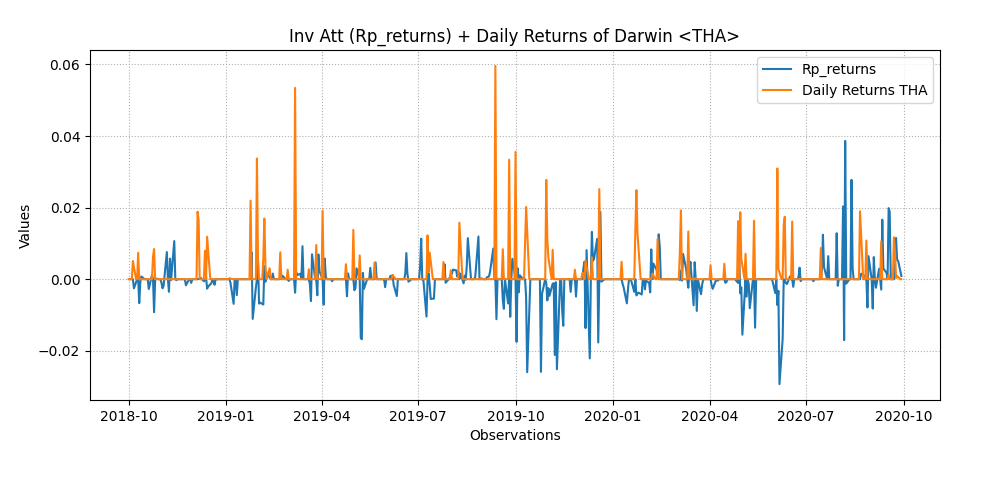 Inv Att (Rp_returns) + Daily Returns of Darwin <THA>
Rp_returns
Daily Returns THA
Values
0.06
0.04
0.02
0.00
−0.02
2018-10 2019-01 2019-04 2019-07 2019-10 2020-01 2020-04 2020-07 2020-10
Observations